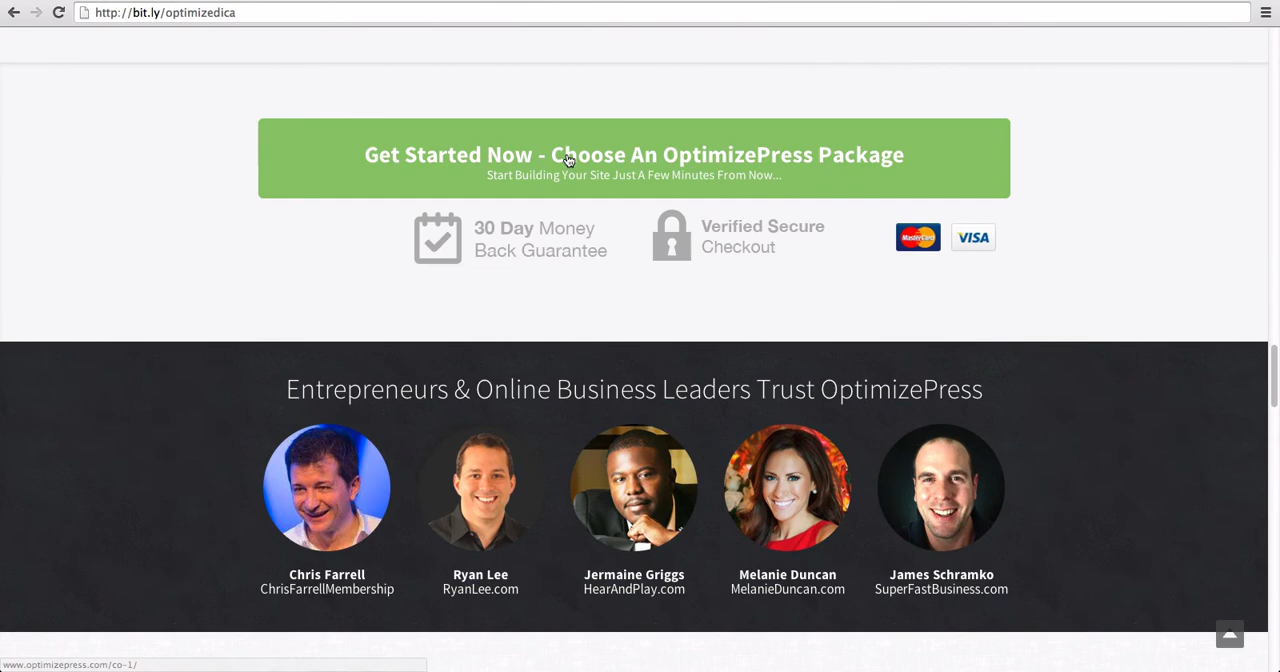 http://bit.ly/optimizedica
Get Started Now - Choose An OptimizePress Package
Start Building Your Site Just A Few Minutes From Now...
30 Day Money
Back Guarantee
Verified Secure
Checkout
MasterCard
VISA
Entrepreneurs & Online Business Leaders Trust OptimizePress
Chris Farrell
ChrisFarrellMembership
Ryan Lee
RyanLee.com
Jermaine Griggs
HearAndPlay.com
Melanie Duncan
MelanieDuncan.com
James Schramko
SuperFastBusiness.com
www.optimizepress.com/co-1/